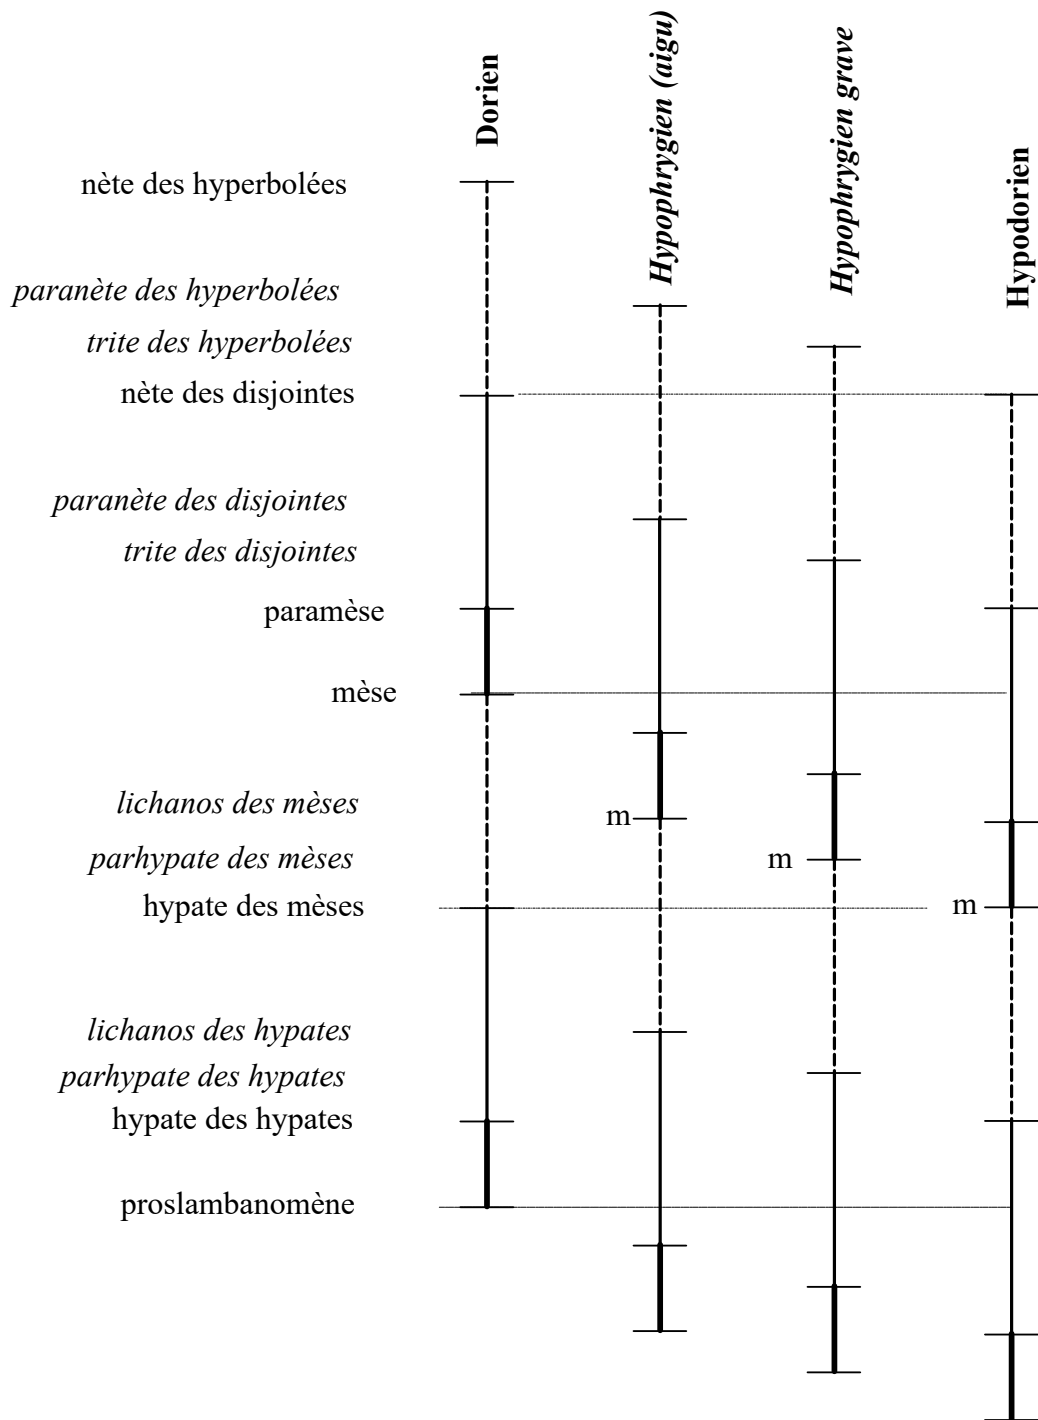 Dorien
Hypophrygien (aigu)
Hypophrygien grave
Hypodorien
nète des hyperbolées
paranète des hyperbolées
trite des hyperbolées
nète des disjointes
paranète des disjointes
trite des disjointes
paramèse
mèse
lichanos des mèses
m
parhypate des mèses
m
hypate des mèses
m
lichanos des hypates
parhypate des hypates
hypate des hypates
proslambanomène